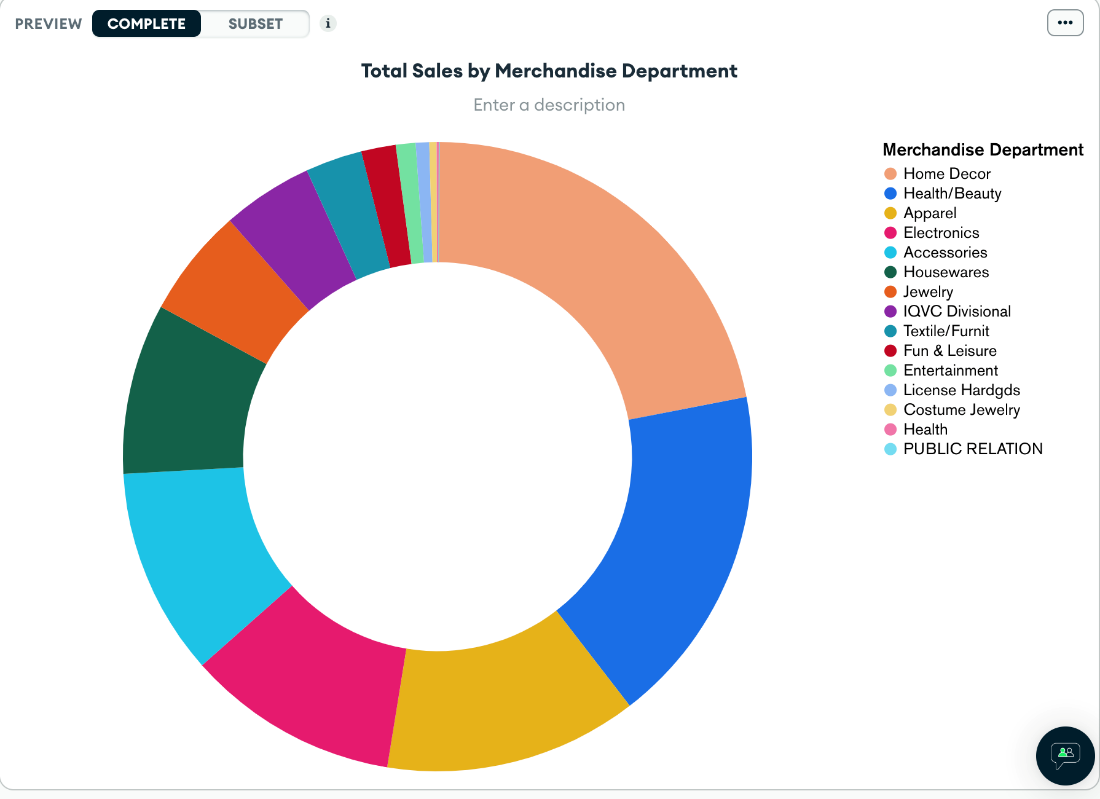 PREVIEW COMPLETE SUBSET i
Total Sales by Merchandise Department
Enter a description
Merchandise Department
Home Decor
Health/Beauty
Apparel
Electronics
Accessories
Housewares
Jewelry
IQVC Divisional
Textile/Furnit
Fun & Leisure
Entertainment
License Hardgds
Costume Jewelry
Health
PUBLIC RELATION